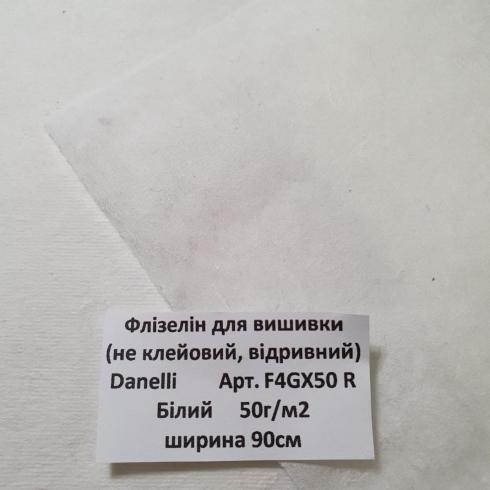 Флізелін для вишивки
(не клейовий, відривний)
Danelli Арт. F4GX50 R
Білий 50г/м2
ширина 90см